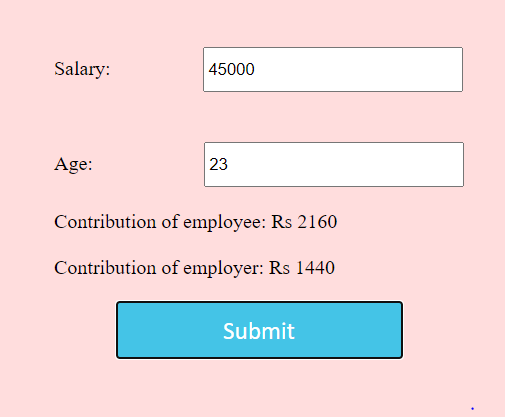 Salary: 45000
Age: 23
Contribution of employee: Rs 2160
Contribution of employer: Rs 1440
Submit